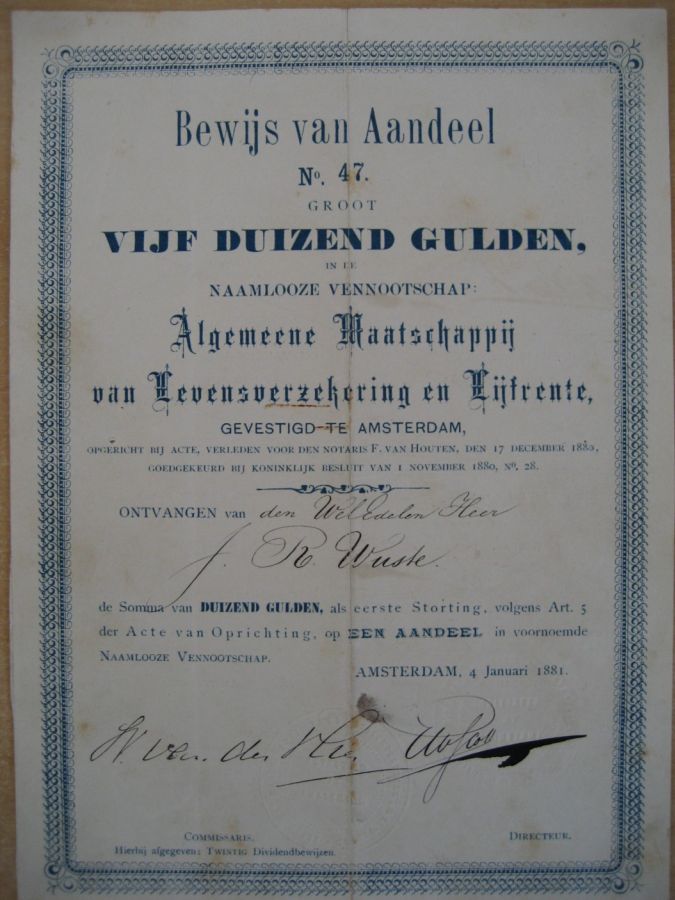 Bewijs van Aandeel
No. 47.
GROOT
VIJF DUIZEND GULDEN,
IN DE
NAAMLOOZE VENNOOTSCHAP:
Algemeene Maatschappij
van Levensverzekering en Lijfrente,
GEVESTIGD TE AMSTERDAM,
OPGERICHT BIJ ACTE, VERLEDEN VOOR DEN NOTARIS F. VAN HOUTEN, DEN 17 DECEMBER 1880,
GOEDGEKEURD BIJ KONINKLIJK BESLUIT VAN 1 NOVEMBER 1880, No. 28.
ONTVANGEN van den WelEdelen Heer
J. R. Wuste.
de Somma van DUIZEND GULDEN, als eerste Storting, volgens Art. 5
der Acte van Oprichting, op EEN AANDEEL in voornoemde
NAAMLOOZE VENNOOTSCHAP.
AMSTERDAM, 4 Januari 1881.
W. van der
COMMISSARIS. DIRECTEUR.
Hierbij afgegeven: TWINTIG Dividendbewijzen.